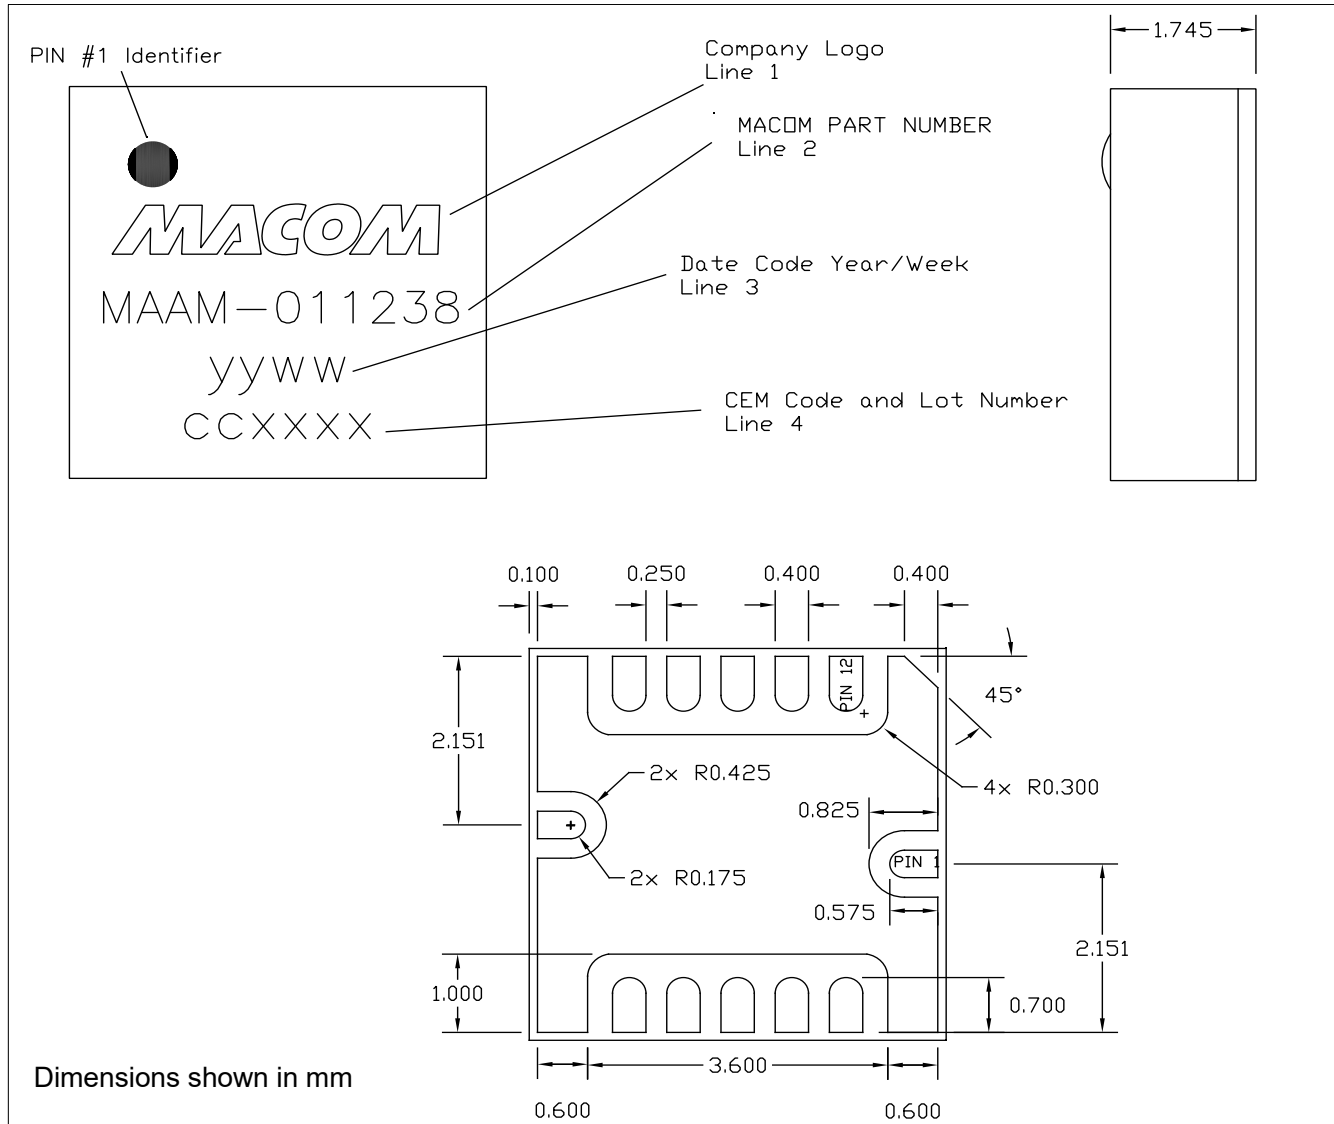 PIN #1 Identifier
Company Logo
Line 1
MACOM PART NUMBER
Line 2
MACOM
MAAM-011238
yyww
CCXXXX
Date Code Year/Week
Line 3
CEM Code and Lot Number
Line 4
1.745
0.100
0.250
0.400
0.400
PIN 12
45°
2.151
2x R0.425
4x R0.300
0.825
PIN 1
2x R0.175
0.575
2.151
1.000
0.700
3.600
0.600
0.600
Dimensions shown in mm